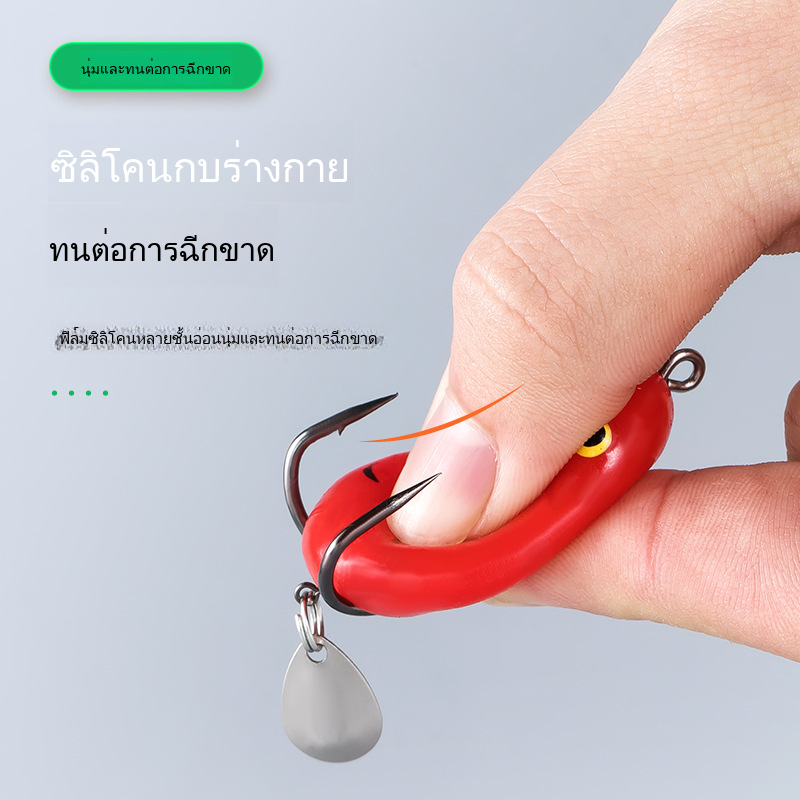 นุ่มและทนต่อการฉีกขาด
ซิลิโคนกบร่างกาย
ทนต่อการฉีกขาด
ฟิล์มซิลิโคนหลายชั้นอ่อนนุ่มและทนต่อการฉีกขาด